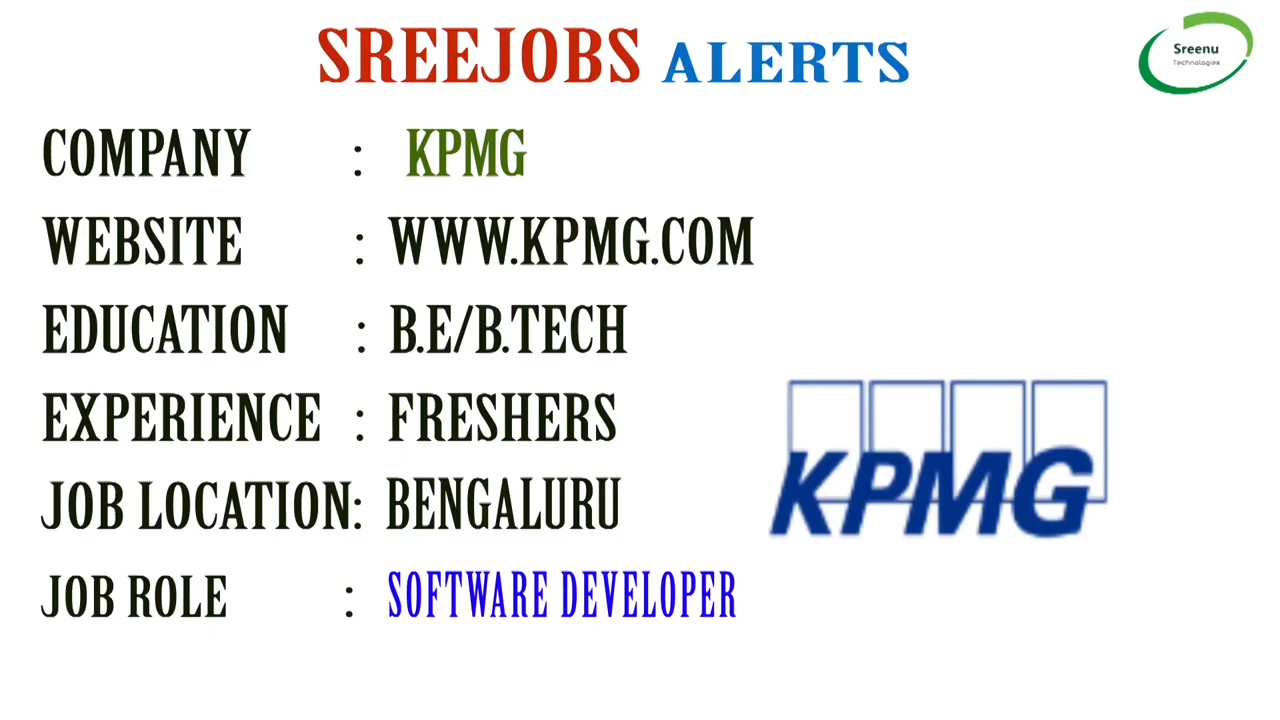 SREEJOBS ALERTS
Sreenu
Technologies
COMPANY : KPMG
WEBSITE : WWW.KPMG.COM
EDUCATION : B.E/B.TECH
EXPERIENCE : FRESHERS
JOB LOCATION: BENGALURU
JOB ROLE : SOFTWARE DEVELOPER
KPMG